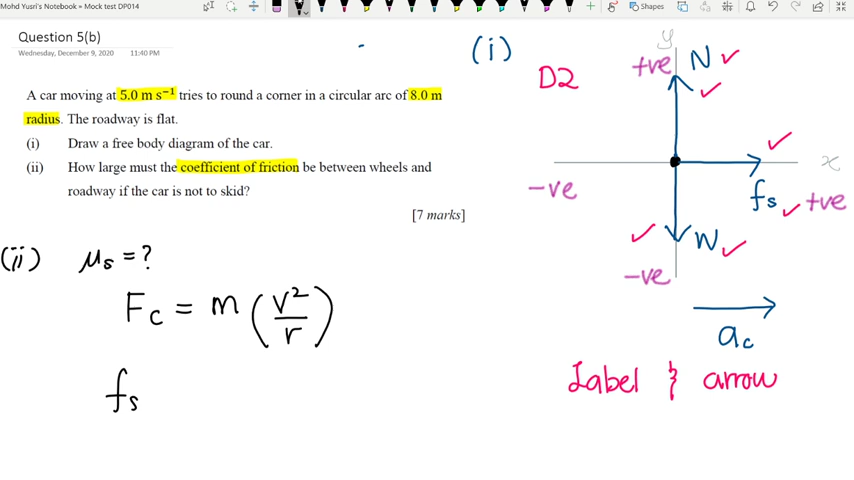 Mohd Yusri's Notebook » Mock test DP014
Shapes
Question 5(b)
Wednesday, December 9, 2020 11:40 PM
A car moving at 5.0 m s⁻¹ tries to round a corner in a circular arc of 8.0 m
radius. The roadway is flat.
(i) Draw a free body diagram of the car.
(ii) How large must the coefficient of friction be between wheels and
roadway if the car is not to skid?
[7 marks]
(ii) μs = ?
Fc = m (v²/r)
fs
(i)
D2
y
+ve N
x
-ve
fs +ve
W
-ve
ac
Label & arrow